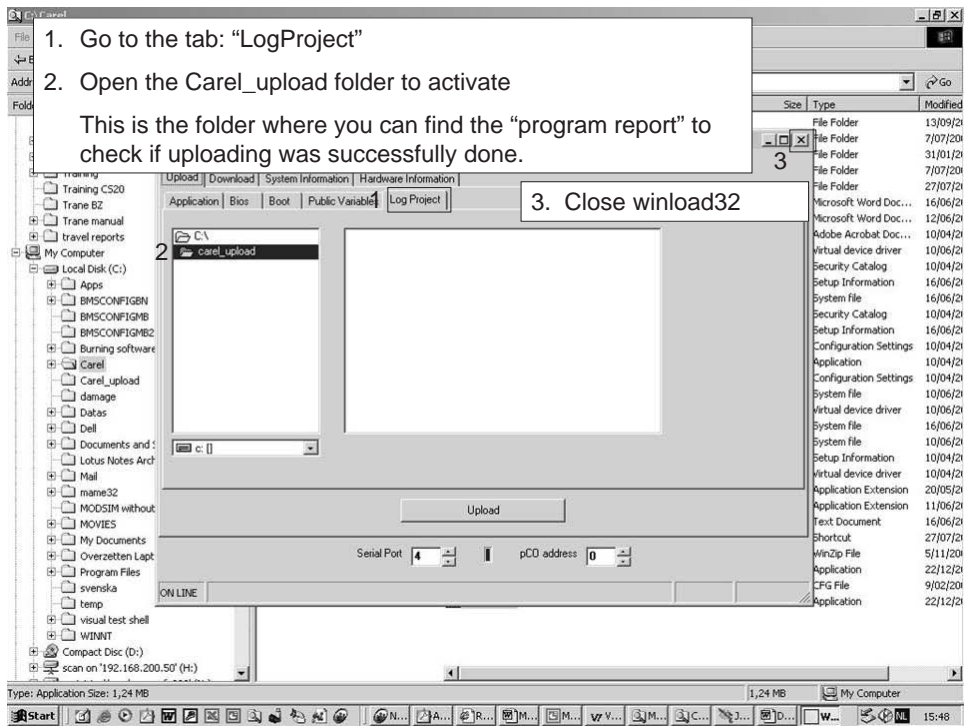 C:\Carel
File
Addr
Go
1. Go to the tab: “LogProject”
2. Open the Carel_upload folder to activate
This is the folder where you can find the “program report” to
check if uploading was successfully done.
3
3. Close winload32
Upload
Download
System Information
Hardware Information
Application
Bios
Boot
Public Variables
1
Log Project
2
C:\
carel_upload
c: []
Upload
Serial Port
4
pCO address
0
ON LINE
Training CS20
Trane BZ
Trane manual
travel reports
My Computer
Local Disk (C:)
Apps
BMSCONFIGBN
BMSCONFIGMB
BMSCONFIGMB2
Burning software
Carel
Carel_upload
damage
Datas
Dell
Documents and
Lotus Notes Arch
Mail
mame32
MODSIM without
MOVIES
My Documents
Overzetten Lapt
Program Files
svenska
temp
visual test shell
WINNT
Compact Disc (D:)
scan on '192.168.200.50' (H:)
Size
Type
Modified
File Folder 13/09/2
File Folder 7/07/20
File Folder 31/01/2
File Folder 7/07/20
File Folder 27/07/2
Microsoft Word Doc... 16/06/2
Microsoft Word Doc... 12/06/2
Adobe Acrobat Doc... 10/04/2
Virtual device driver 10/06/2
Security Catalog 10/04/2
Setup Information 16/06/2
System file 16/06/2
Security Catalog 10/04/2
Setup Information 16/06/2
Configuration Settings 10/04/2
Application 10/04/2
Configuration Settings 10/04/2
System file 10/06/2
Virtual device driver 10/06/2
System file 16/06/2
System file 10/06/2
Setup Information 10/04/2
Virtual device driver 10/04/2
Application Extension 20/05/2
Application Extension 11/06/2
Text Document 16/06/2
Shortcut 27/07/2
WinZip File 5/11/20
Application 22/12/2
CFG File 9/02/20
Application 22/12/2
Type: Application Size: 1,24 MB
1,24 MB
My Computer
Start
N...
A...
R...
M...
M...
V...
M...
C...
J...
D...
w...
NL
15:48